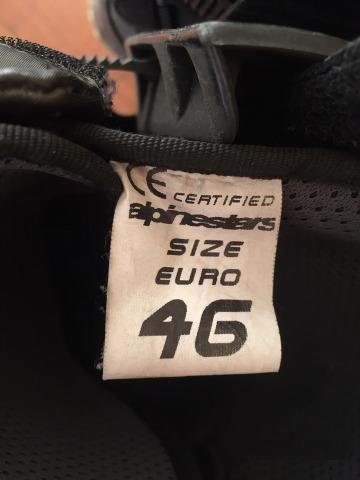 CE CERTIFIED
alpinestars
SIZE
EURO
46